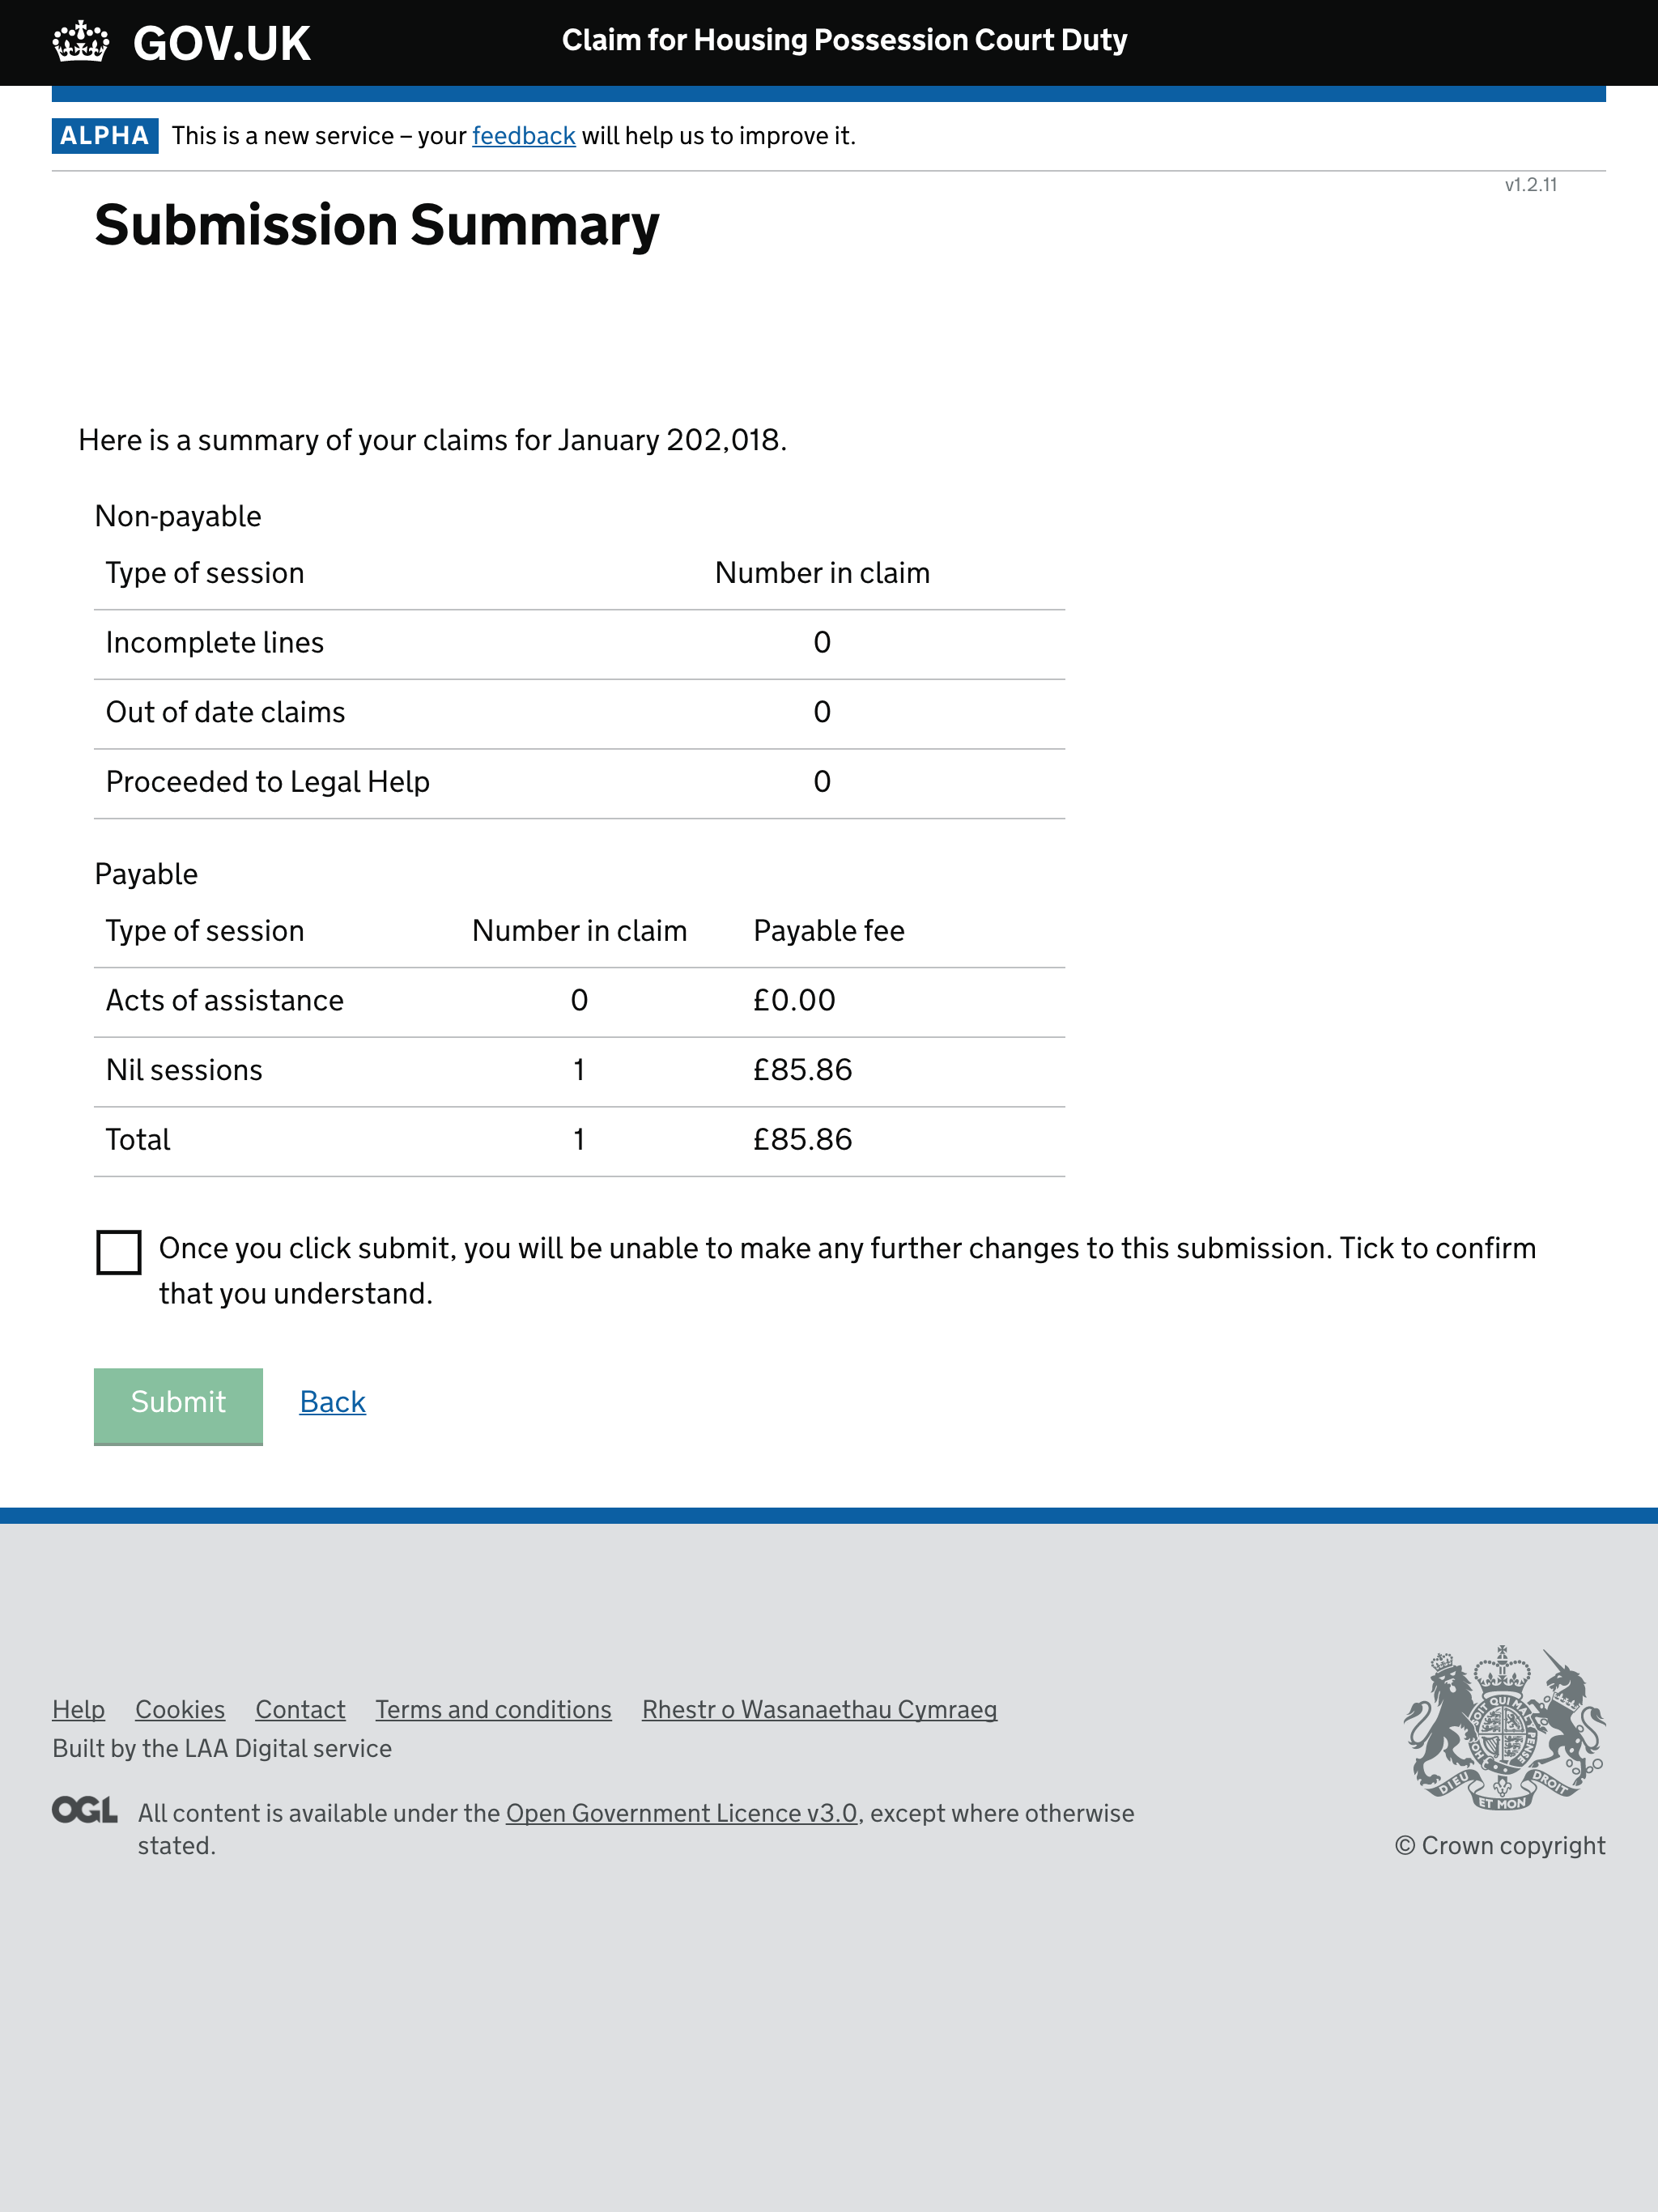 GOV.UK
Claim for Housing Possession Court Duty
ALPHA This is a new service – your feedback will help us to improve it.
v1.2.11
Submission Summary
Here is a summary of your claims for January 202,018.
Non-payable
Type of session Number in claim
Incomplete lines 0
Out of date claims 0
Proceeded to Legal Help 0
Payable
Type of session Number in claim Payable fee
Acts of assistance 0 £0.00
Nil sessions 1 £85.86
Total 1 £85.86
Once you click submit, you will be unable to make any further changes to this submission. Tick to confirm
that you understand.
Submit Back
Help Cookies Contact Terms and conditions Rhestr o Wasanaethau Cymraeg
Built by the LAA Digital service
OGL All content is available under the Open Government Licence v3.0, except where otherwise
stated.
DIEU ET MON DROIT
© Crown copyright